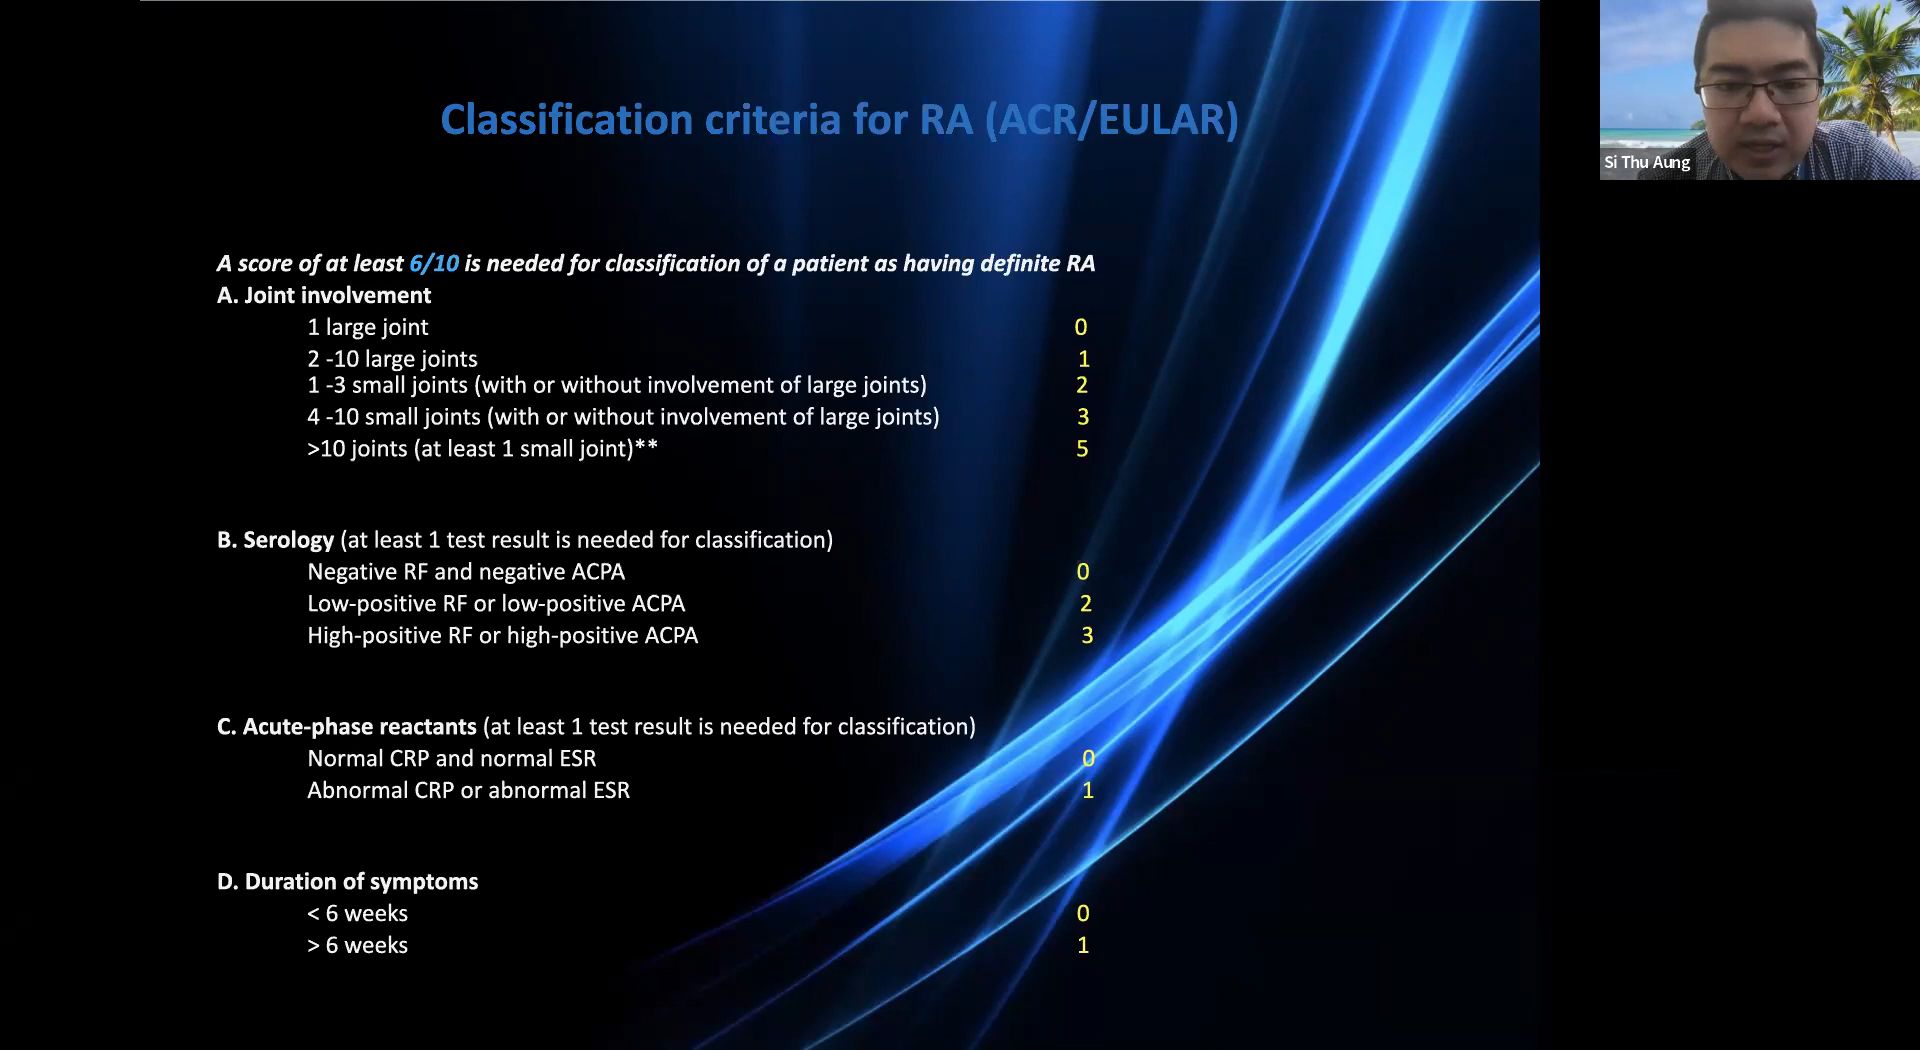 Classification criteria for RA (ACR/EULAR)
Si Thu Aung
A score of at least 6/10 is needed for classification of a patient as having definite RA
A. Joint involvement
1 large joint 0
2 -10 large joints 1
1 -3 small joints (with or without involvement of large joints) 2
4 -10 small joints (with or without involvement of large joints) 3
>10 joints (at least 1 small joint)** 5
B. Serology (at least 1 test result is needed for classification)
Negative RF and negative ACPA 0
Low-positive RF or low-positive ACPA 2
High-positive RF or high-positive ACPA 3
C. Acute-phase reactants (at least 1 test result is needed for classification)
Normal CRP and normal ESR 0
Abnormal CRP or abnormal ESR 1
D. Duration of symptoms
< 6 weeks 0
> 6 weeks 1